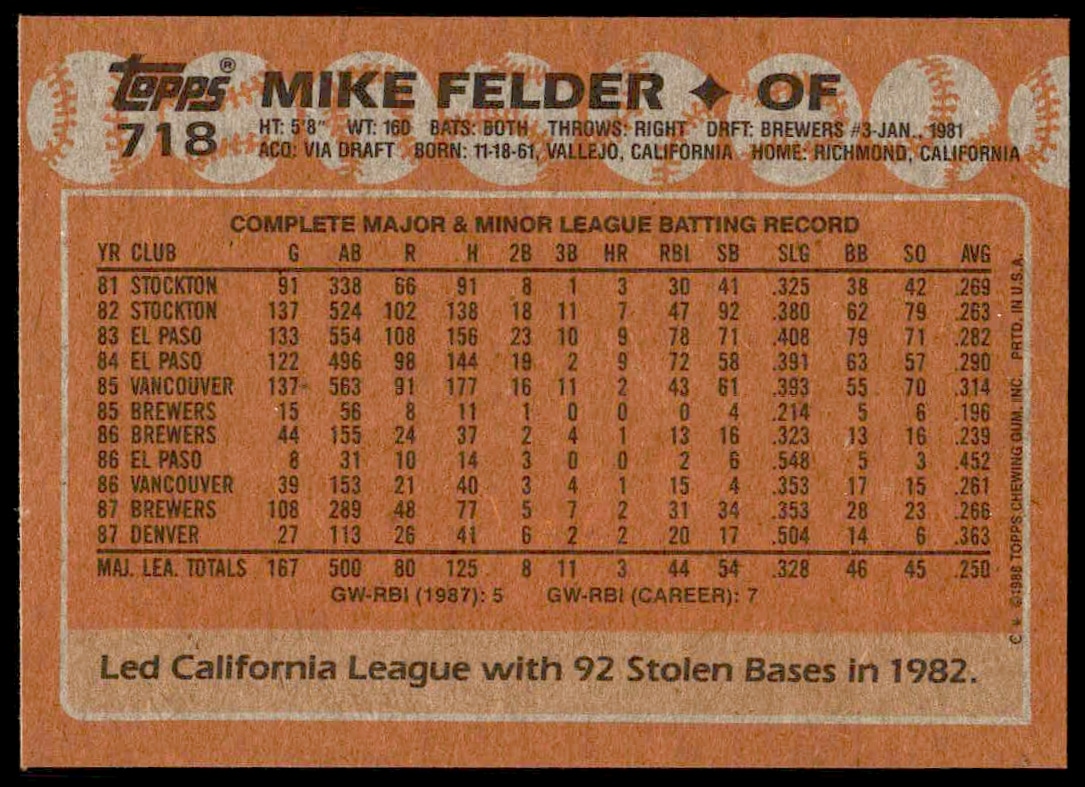 Topps® MIKE FELDER ✦ OF
718 HT: 5'8" WT: 160 BATS: BOTH THROWS: RIGHT DRFT: BREWERS #3-JAN., 1981
ACQ: VIA DRAFT BORN: 11-18-61, VALLEJO, CALIFORNIA HOME: RICHMOND, CALIFORNIA
COMPLETE MAJOR & MINOR LEAGUE BATTING RECORD
YR CLUB G AB R H 2B 3B HR RBI SB SLG BB SO AVG
81 STOCKTON 91 338 66 91 8 1 3 30 41 .325 38 42 .269
82 STOCKTON 137 524 102 138 18 11 7 47 92 .380 62 79 .263
83 EL PASO 133 554 108 156 23 10 9 78 71 .408 79 71 .282
84 EL PASO 122 496 98 144 19 2 9 72 58 .391 63 57 .290
85 VANCOUVER 137 563 91 177 16 11 2 43 61 .393 55 70 .314
85 BREWERS 15 56 8 11 1 0 0 0 4 .214 5 6 .196
86 BREWERS 44 155 24 37 2 4 1 13 16 .323 13 16 .239
86 EL PASO 8 31 10 14 3 0 0 2 6 .548 5 3 .452
86 VANCOUVER 39 153 21 40 3 4 1 15 4 .353 17 15 .261
87 BREWERS 108 289 48 77 5 7 2 31 34 .353 28 23 .266
87 DENVER 27 113 26 41 6 2 2 20 17 .504 14 6 .363
MAJ. LEA. TOTALS 167 500 80 125 8 11 3 44 54 .328 46 45 .250
GW-RBI (1987): 5 GW-RBI (CAREER): 7
Led California League with 92 Stolen Bases in 1982.
C * ©1988 TOPPS CHEWING GUM, INC. PRTD. IN U.S.A.